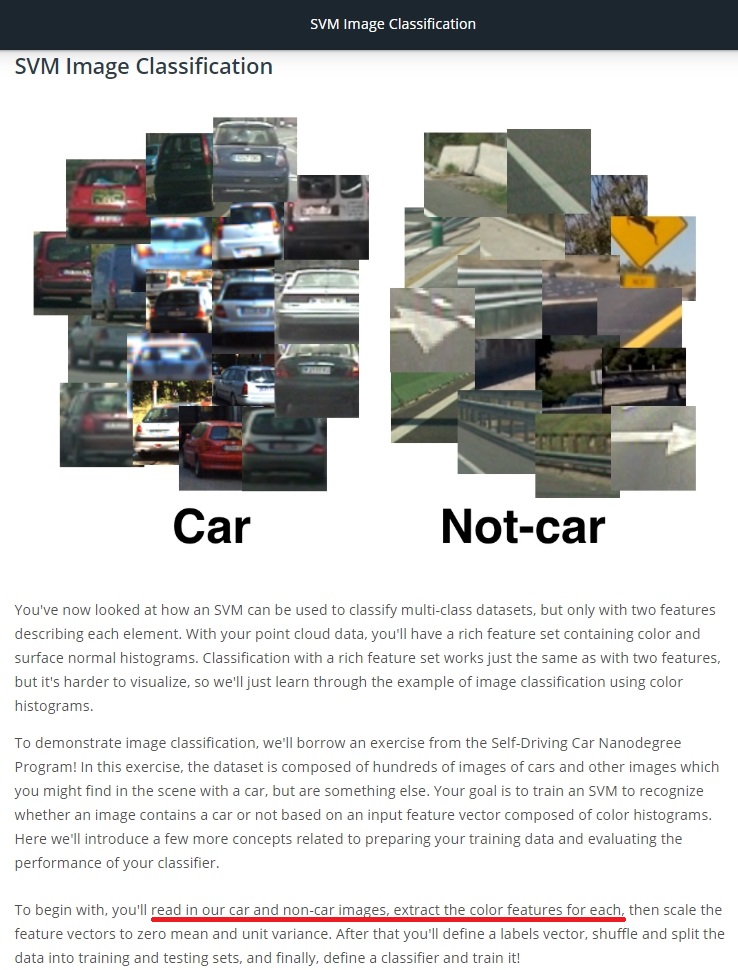 SVM Image Classification
SVM Image Classification
Car
Not-car
You've now looked at how an SVM can be used to classify multi-class datasets, but only with two features
describing each element. With your point cloud data, you'll have a rich feature set containing color and
surface normal histograms. Classification with a rich feature set works just the same as with two features,
but it's harder to visualize, so we'll just learn through the example of image classification using color
histograms.
To demonstrate image classification, we'll borrow an exercise from the Self-Driving Car Nanodegree
Program! In this exercise, the dataset is composed of hundreds of images of cars and other images which
you might find in the scene with a car, but are something else. Your goal is to train an SVM to recognize
whether an image contains a car or not based on an input feature vector composed of color histograms.
Here we'll introduce a few more concepts related to preparing your training data and evaluating the
performance of your classifier.
To begin with, you'll read in our car and non-car images, extract the color features for each, then scale the
feature vectors to zero mean and unit variance. After that you'll define a labels vector, shuffle and split the
data into training and testing sets, and finally, define a classifier and train it!